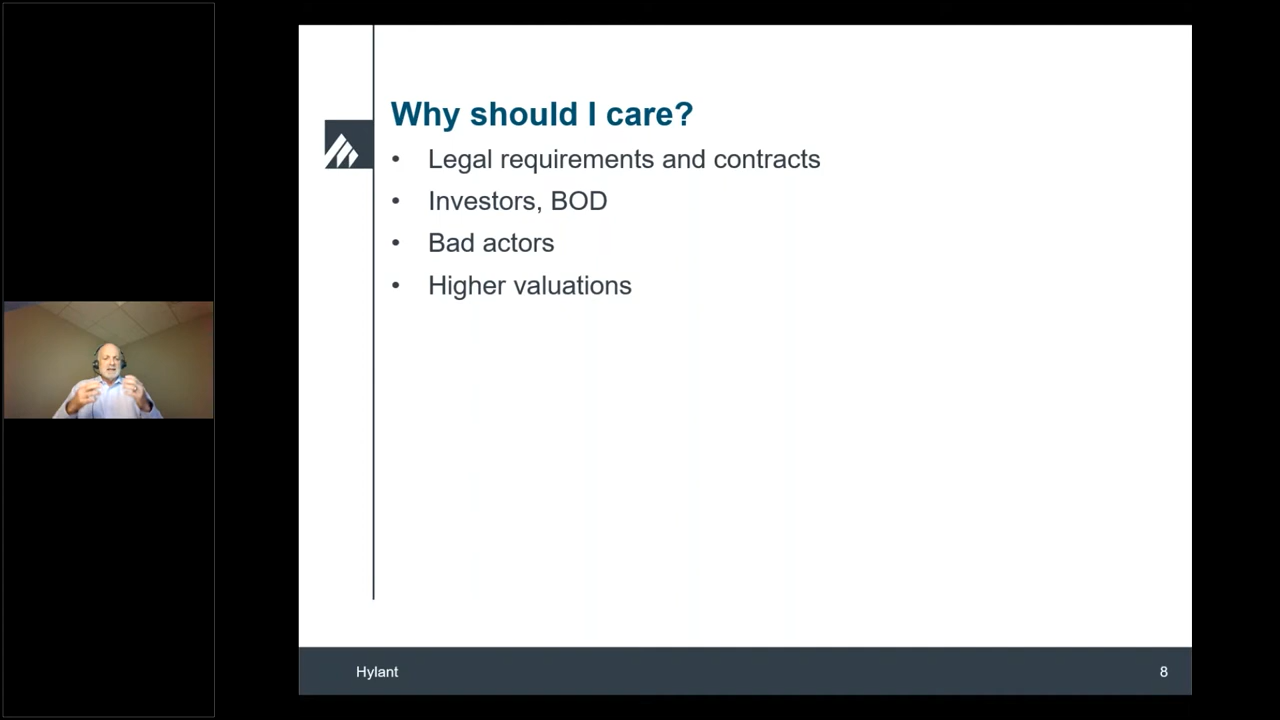 Why should I care?
• Legal requirements and contracts
• Investors, BOD
• Bad actors
• Higher valuations
Hylant
8